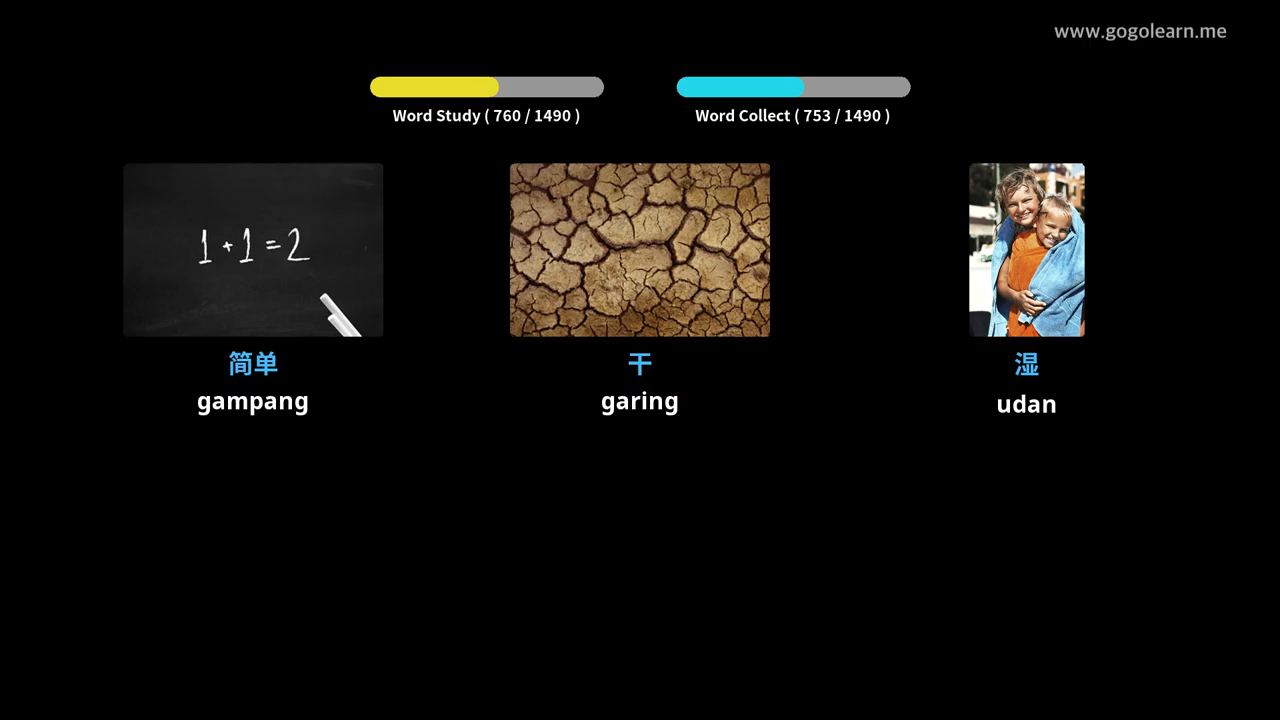 www.gogolearn.me
Word Study ( 760 / 1490 )
Word Collect ( 753 / 1490 )
1 + 1 = 2
简单
gampang
干
garing
湿
udan